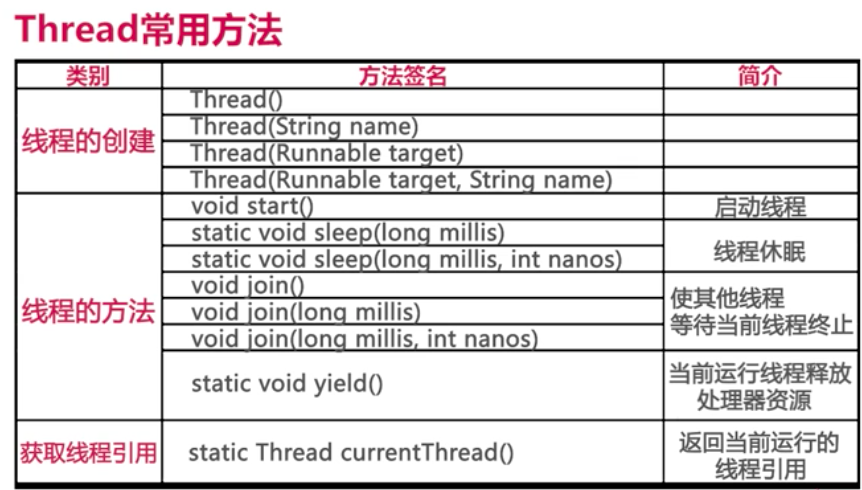 Thread常用方法
类别 方法签名 简介
线程的创建
Thread()
Thread(String name)
Thread(Runnable target)
Thread(Runnable target, String name)
线程的方法
void start() 启动线程
static void sleep(long millis)
static void sleep(long millis, int nanos)
线程休眠
void join()
void join(long millis)
void join(long millis, int nanos)
使其他线程
等待当前线程终止
static void yield()
当前运行线程释放
处理器资源
获取线程引用 static Thread currentThread()
返回当前运行的
线程引用